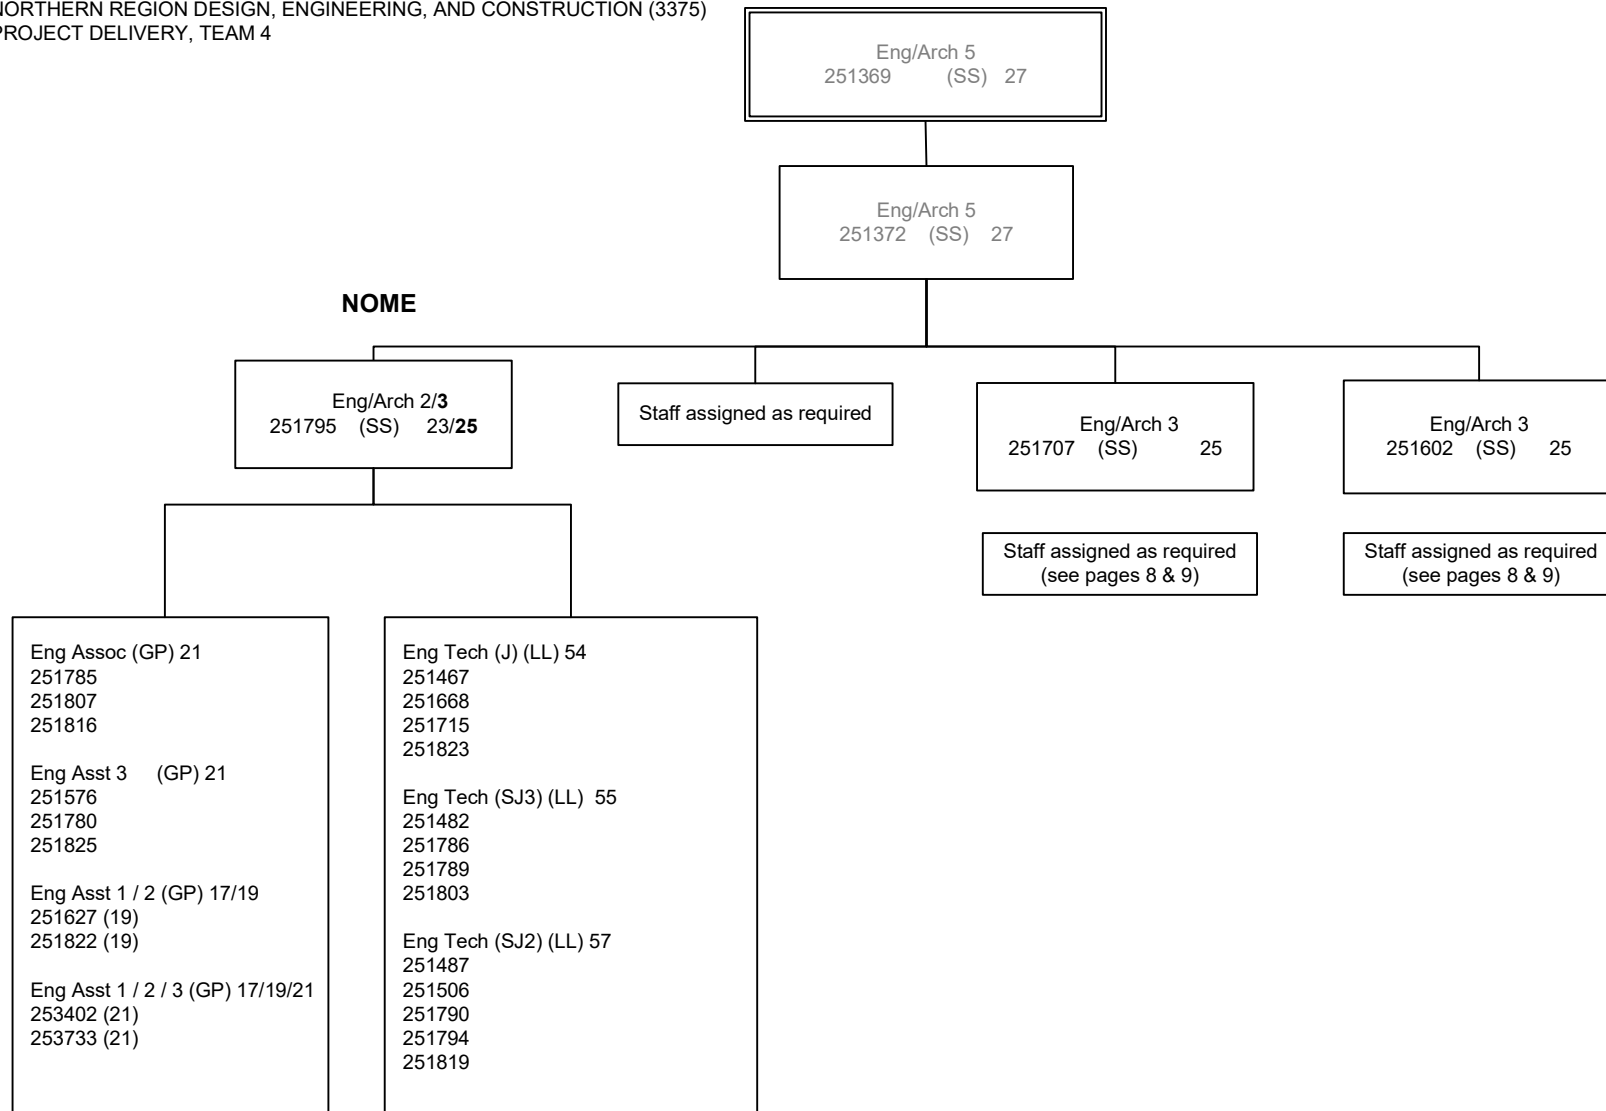 NORTHERN REGION DESIGN, ENGINEERING, AND CONSTRUCTION (3375)
PROJECT DELIVERY, TEAM 4
Eng/Arch 5
251369 (SS) 27
Eng/Arch 5
251372 (SS) 27
NOME
Eng/Arch 2/3
251795 (SS) 23/25
Staff assigned as required
Eng/Arch 3
251707 (SS) 25
Eng/Arch 3
251602 (SS) 25
Staff assigned as required
(see pages 8 & 9)
Staff assigned as required
(see pages 8 & 9)
Eng Assoc (GP) 21
251785
251807
251816
Eng Asst 3 (GP) 21
251576
251780
251825
Eng Asst 1 / 2 (GP) 17/19
251627 (19)
251822 (19)
Eng Asst 1 / 2 / 3 (GP) 17/19/21
253402 (21)
253733 (21)
Eng Tech (J) (LL) 54
251467
251668
251715
251823
Eng Tech (SJ3) (LL) 55
251482
251786
251789
251803
Eng Tech (SJ2) (LL) 57
251487
251506
251790
251794
251819